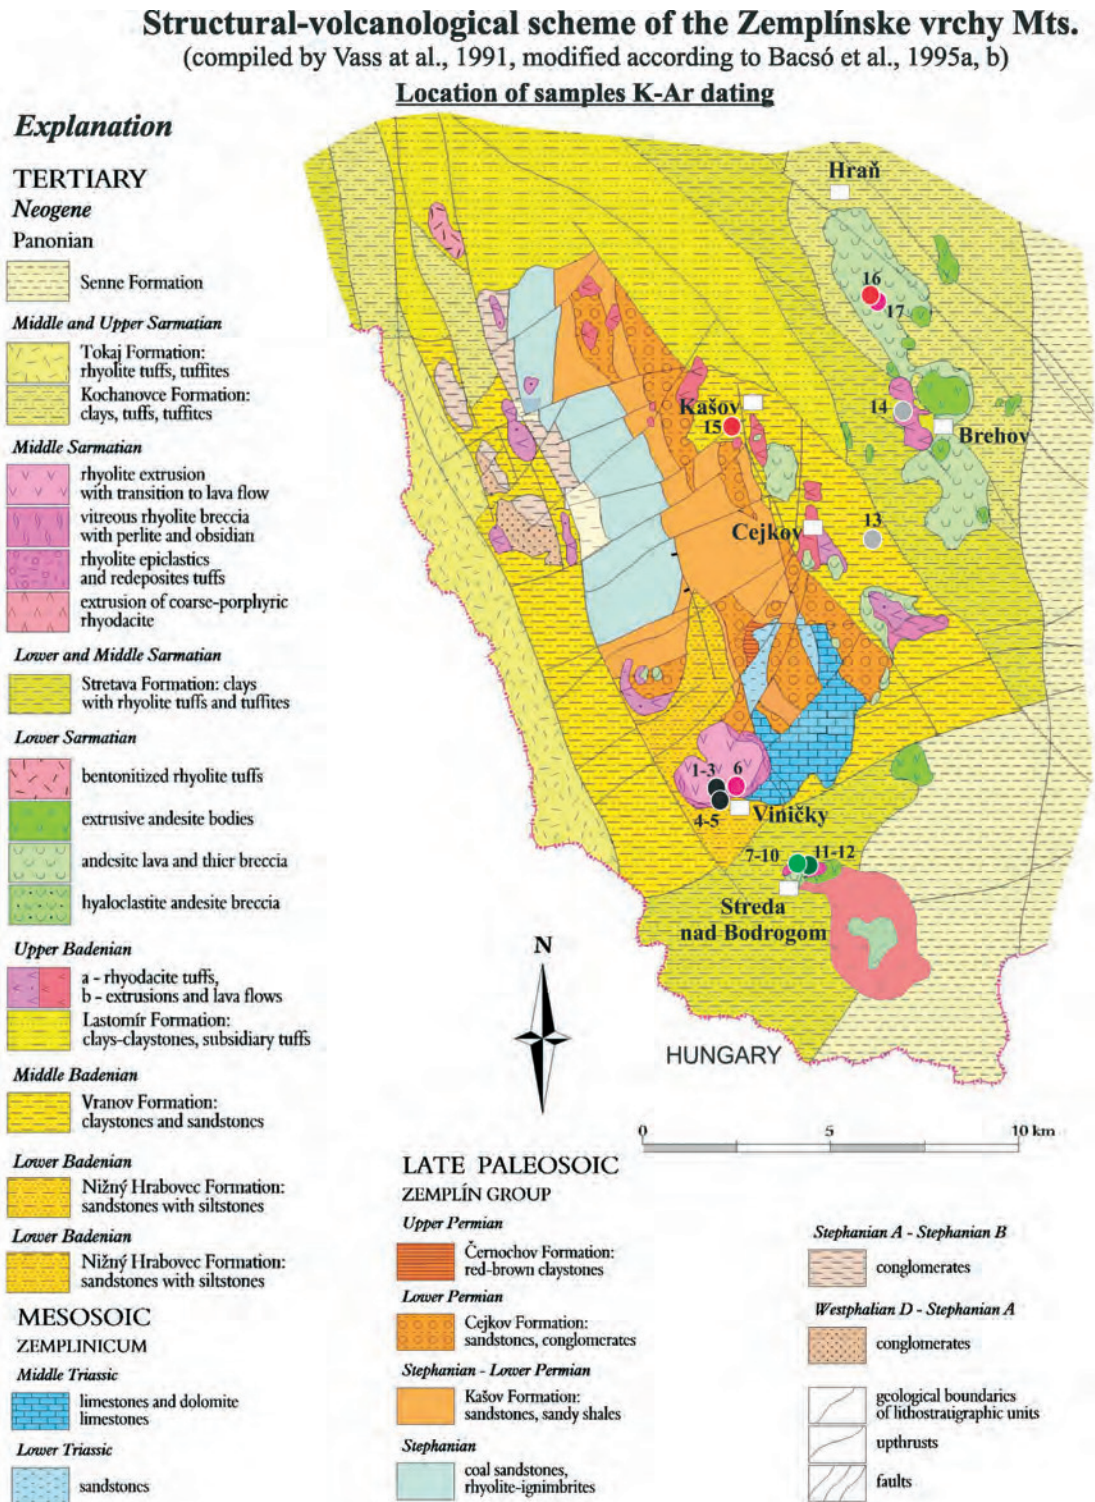 Structural-volcanological scheme of the Zemplínske vrchy Mts.
(compiled by Vass at al., 1991, modified according to Bacsó et al., 1995a, b)
Location of samples K-Ar dating
Explanation
TERTIARY
Neogene
Panonian
Senne Formation
Middle and Upper Sarmatian
Tokaj Formation:
rhyolite tuffs, tuffites
Kochanovce Formation:
clays, tuffs, tuffites
Middle Sarmatian
rhyolite extrusion
with transition to lava flow
vitreous rhyolite breccia
with perlite and obsidian
rhyolite epiclastics
and redeposites tuffs
extrusion of coarse-porphyric
rhyodacite
Lower and Middle Sarmatian
Stretava Formation: clays
with rhyolite tuffs and tuffites
Lower Sarmatian
bentonitized rhyolite tuffs
extrusive andesite bodies
andesite lava and thier breccia
hyaloclastite andesite breccia
Upper Badenian
a - rhyodacite tuffs,
b - extrusions and lava flows
Lastomír Formation:
clays-claystones, subsidiary tuffs
Middle Badenian
Vranov Formation:
claystones and sandstones
Lower Badenian
Nižný Hrabovec Formation:
sandstones with siltstones
Lower Badenian
Nižný Hrabovec Formation:
sandstones with siltstones
MESOSOIC
ZEMPLINICUM
Middle Triassic
limestones and dolomite
limestones
Lower Triassic
sandstones
Hraň
16
17
Kašov
15
14
Brehov
Cejkov
13
1-3
6
4-5
Viničky
7-10
11-12
Streda
nad Bodrogom
N
HUNGARY
0
5
10 km
LATE PALEOSOIC
ZEMPLÍN GROUP
Upper Permian
Černochov Formation:
red-brown claystones
Lower Permian
Cejkov Formation:
sandstones, conglomerates
Stephanian - Lower Permian
Kašov Formation:
sandstones, sandy shales
Stephanian
coal sandstones,
rhyolite-ignimbrites
Stephanian A - Stephanian B
conglomerates
Westphalian D - Stephanian A
conglomerates
geological boundaries
of lithostratigraphic units
upthrusts
faults